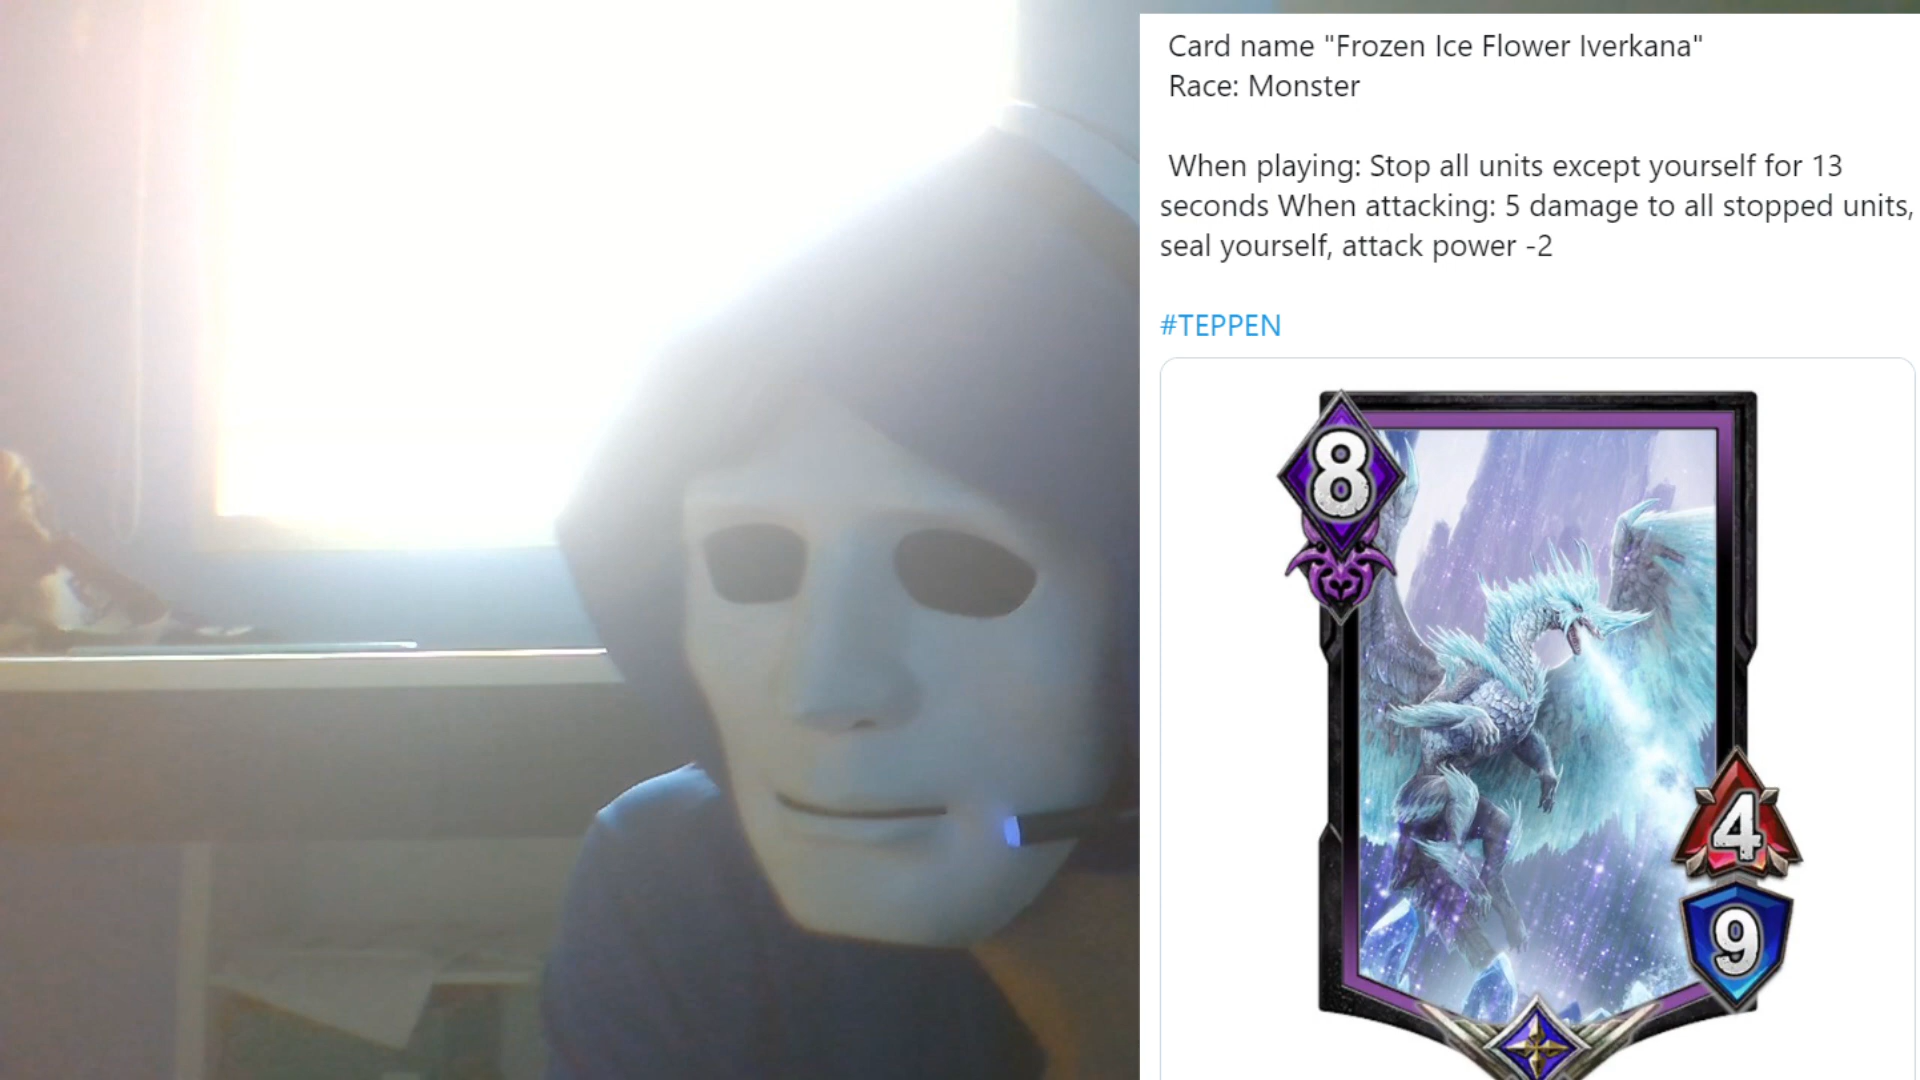 Card name "Frozen Ice Flower Iverkana"
Race: Monster
When playing: Stop all units except yourself for 13
seconds When attacking: 5 damage to all stopped units,
seal yourself, attack power -2
#TEPPEN
8
4
9